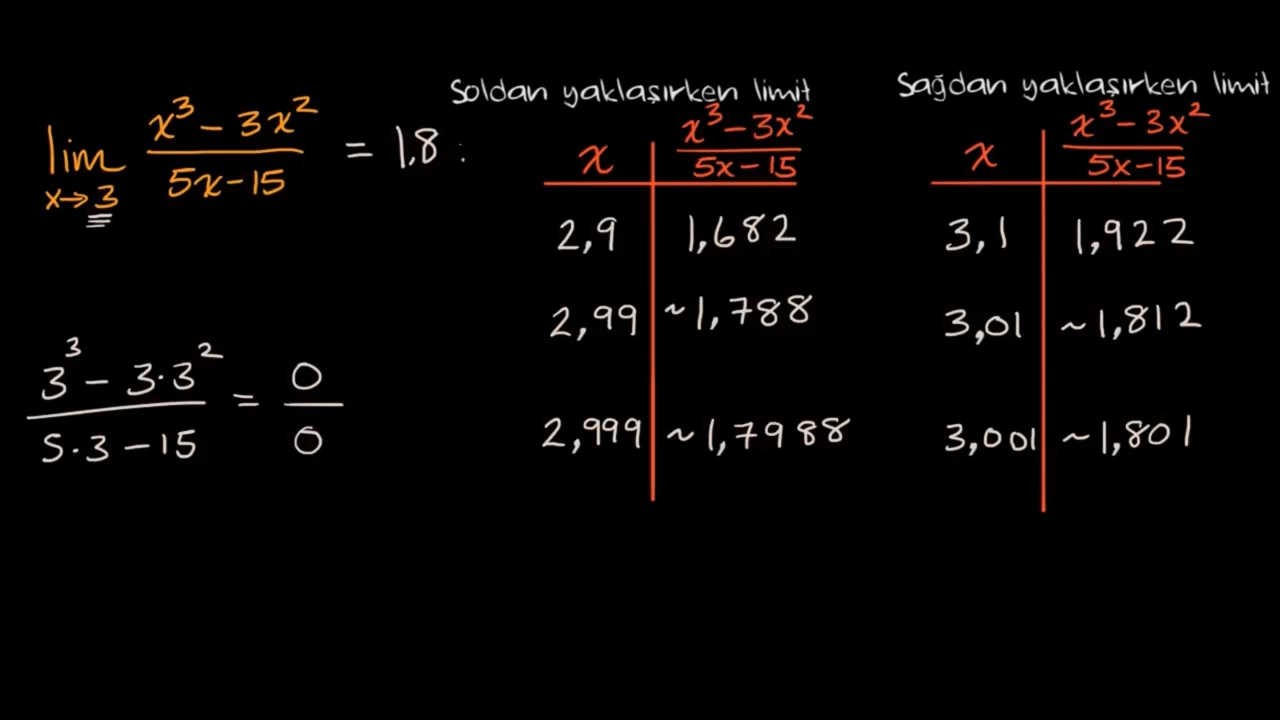 lim x→3 (x³ − 3x²)/(5x − 15) = 1,8
(3³ − 3·3²)/(5·3 − 15) = 0/0
Soldan yaklaşırken limit
x | (x³ − 3x²)/(5x − 15)
2,9 | 1,682
2,99 | ~1,788
2,999 | ~1,7988
Sağdan yaklaşırken limit
x | (x³ − 3x²)/(5x − 15)
3,1 | 1,922
3,01 | ~1,812
3,001 | ~1,801